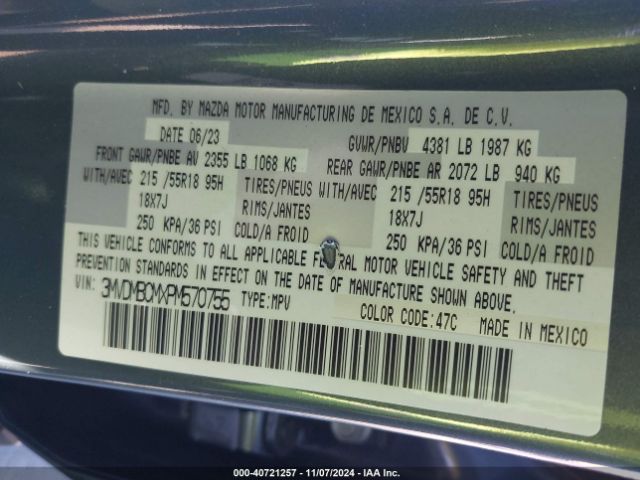 MFD. BY MAZDA MOTOR MANUFACTURING DE MEXICO S.A. DE C.V.
DATE 06/23 GVWR/PNBV 4381 LB 1987 KG
FRONT GAWR/PNBE AV 2355 LB 1068 KG REAR GAWR/PNBE AR 2072 LB 940 KG
WITH/AVEC 215 /55R18 95H TIRES/PNEUS WITH/AVEC 215 /55R18 95H TIRES/PNEUS
18X7J RIMS/JANTES 18X7J RIMS/JANTES
250 KPA/36 PSI COLD/A FROID 250 KPA/36 PSI COLD/A FROID
THIS VEHICLE CONFORMS TO ALL APPLICABLE FEDERAL MOTOR VEHICLE SAFETY AND THEFT
PREVENTION STANDARDS IN EFFECT ON THE DATE OF MANUFACTURE SHOWN ABOVE.
VIN: 3MVDMBCMXPM570755 TYPE:MPV COLOR CODE:47C MADE IN MEXICO
000-40721257 - 11/07/2024 - IAA Inc.